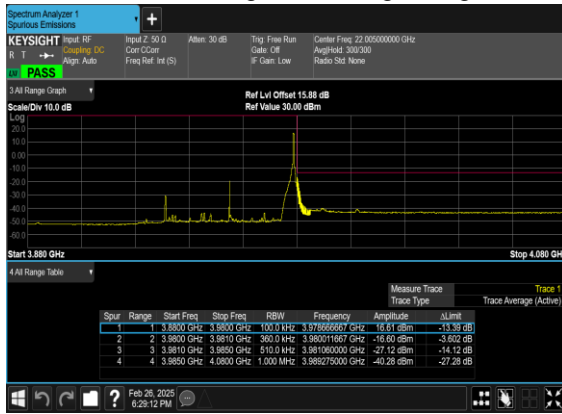 Spectrum Analyzer 1
Spurious Emissions
+
KEYSIGHT Input: RF Input Z: 50 Ω Atten: 30 dB Trig: Free Run Center Freq: 22.005000000 GHz
R T Coupling: DC Corr CCorr Gate: Off Avg|Hold: 300/300
Align: Auto Freq Ref: Int (S) IF Gain: Low Radio Std: None
PASS
3 All Range Graph
Ref Lvl Offset 15.88 dB
Scale/Div 10.0 dB Ref Value 30.00 dBm
Log
20.0
10.0
0.00
-10.0
-20.0
-30.0
-40.0
-50.0
-60.0
Start 3.880 GHz Stop 4.080 GH
4 All Range Table
Measure Trace Trace 1
Trace Type Trace Average (Active)
Spur Range Start Freq Stop Freq RBW Frequency Amplitude ΔLimit
1 1 3.8800 GHz 3.9800 GHz 100.0 kHz 3.978666667 GHz 16.61 dBm -13.39 dB
2 2 3.9800 GHz 3.9810 GHz 360.0 kHz 3.980011667 GHz -16.60 dBm -3.602 dB
3 3 3.9810 GHz 3.9850 GHz 510.0 kHz 3.981060000 GHz -27.12 dBm -14.12 dB
4 4 3.9850 GHz 4.0800 GHz 1.000 MHz 3.989275000 GHz -40.28 dBm -27.28 dB
? Feb 26, 2025
6:29:12 PM